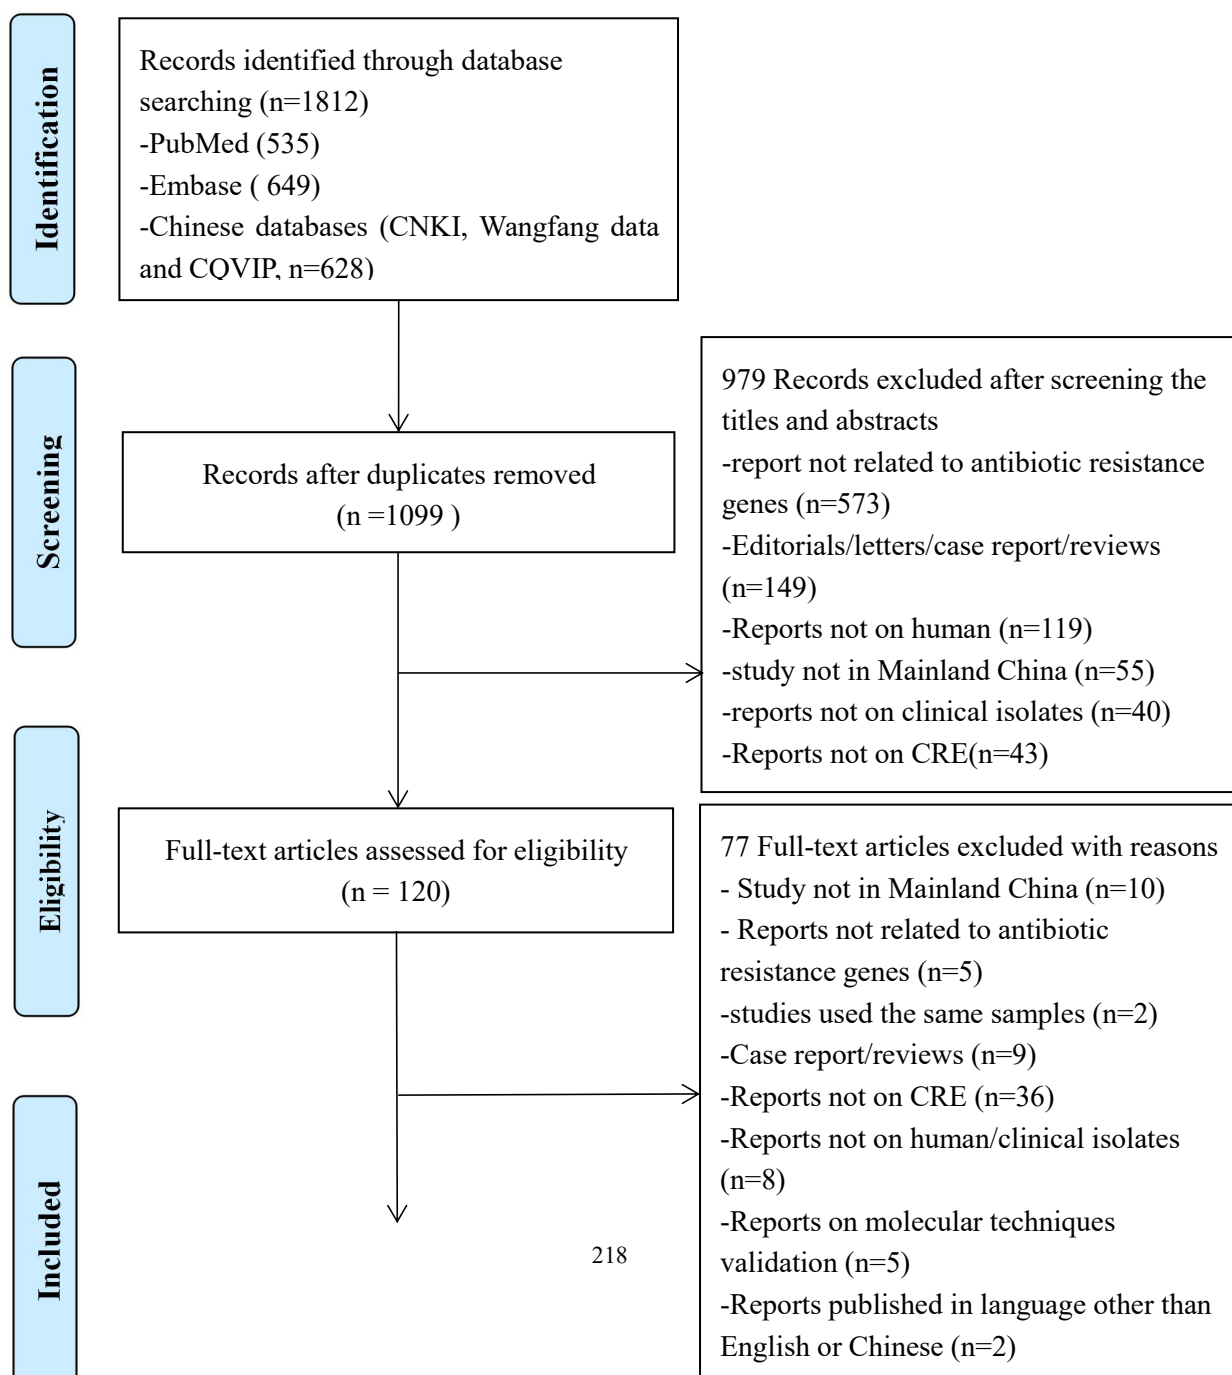 Identification
Records identified through database
searching (n=1812)
-PubMed (535)
-Embase ( 649)
-Chinese databases (CNKI, Wangfang data
and CQVIP, n=628)
Screening
Records after duplicates removed
(n =1099 )
979 Records excluded after screening the
titles and abstracts
-report not related to antibiotic resistance
genes (n=573)
-Editorials/letters/case report/reviews
(n=149)
-Reports not on human (n=119)
-study not in Mainland China (n=55)
-reports not on clinical isolates (n=40)
-Reports not on CRE(n=43)
Eligibility
Full-text articles assessed for eligibility
(n = 120)
77 Full-text articles excluded with reasons
- Study not in Mainland China (n=10)
- Reports not related to antibiotic
resistance genes (n=5)
-studies used the same samples (n=2)
-Case report/reviews (n=9)
-Reports not on CRE (n=36)
-Reports not on human/clinical isolates
(n=8)
-Reports on molecular techniques
validation (n=5)
-Reports published in language other than
English or Chinese (n=2)
Included
218